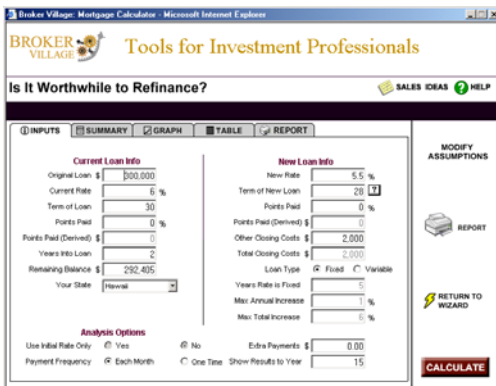 Broker Village: Mortgage Calculator - Microsoft Internet Explorer
BROKER VILLAGE
Tools for Investment Professionals
Is It Worthwhile to Refinance?
SALES IDEAS ? HELP
INPUTS SUMMARY GRAPH TABLE REPORT
MODIFY ASSUMPTIONS
Current Loan Info
Original Loan $ 300,000
Current Rate 6 %
Term of Loan 30
Points Paid 0 %
Points Paid (Derived) $ 0
Years Into Loan 2
Remaining Balance $ 292,405
Your State Hawaii
New Loan Info
New Rate 5.5 %
Term of New Loan 28 ?
Points Paid 0 %
Points Paid (Derived) $ 0
Other Closing Costs $ 2,000
Total Closing Costs $ 2,000
Loan Type Fixed Variable
Years Rate is Fixed 5
Max Annual Increase 1 %
Max Total Increase 6 %
REPORT
RETURN TO WIZARD
Analysis Options
Use Initial Rate Only Yes No Extra Payments $ 0.00
Payment Frequency Each Month One Time Show Results to Year 15
CALCULATE